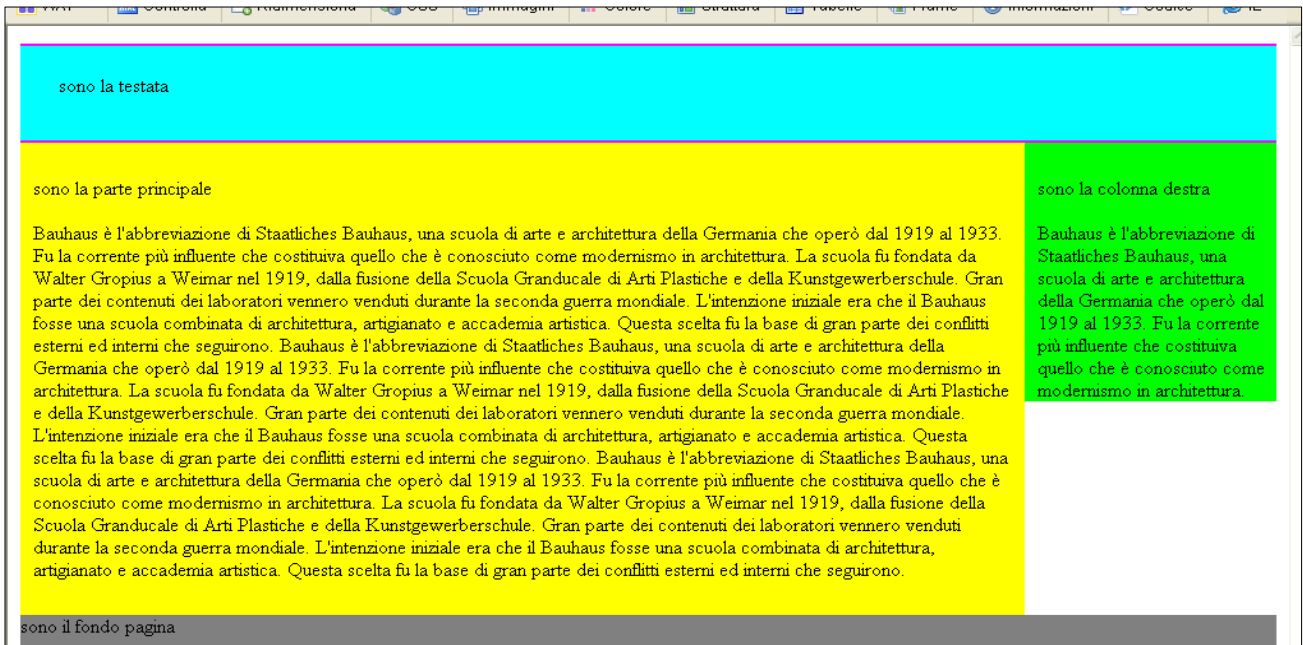 sono la testata
sono la parte principale
Bauhaus è l'abbreviazione di Staatliches Bauhaus, una scuola di arte e architettura della Germania che operò dal 1919 al 1933.
Fu la corrente più influente che costituiva quello che è conosciuto come modernismo in architettura. La scuola fu fondata da
Walter Gropius a Weimar nel 1919, dalla fusione della Scuola Granducale di Arti Plastiche e della Kunstgewerberschule. Gran
parte dei contenuti dei laboratori vennero venduti durante la seconda guerra mondiale. L'intenzione iniziale era che il Bauhaus
fosse una scuola combinata di architettura, artigianato e accademia artistica. Questa scelta fu la base di gran parte dei conflitti
esterni ed interni che seguirono. Bauhaus è l'abbreviazione di Staatliches Bauhaus, una scuola di arte e architettura della
Germania che operò dal 1919 al 1933. Fu la corrente più influente che costituiva quello che è conosciuto come modernismo in
architettura. La scuola fu fondata da Walter Gropius a Weimar nel 1919, dalla fusione della Scuola Granducale di Arti Plastiche
e della Kunstgewerberschule. Gran parte dei contenuti dei laboratori vennero venduti durante la seconda guerra mondiale.
L'intenzione iniziale era che il Bauhaus fosse una scuola combinata di architettura, artigianato e accademia artistica. Questa
scelta fu la base di gran parte dei conflitti esterni ed interni che seguirono. Bauhaus è l'abbreviazione di Staatliches Bauhaus, una
scuola di arte e architettura della Germania che operò dal 1919 al 1933. Fu la corrente più influente che costituiva quello che è
conosciuto come modernismo in architettura. La scuola fu fondata da Walter Gropius a Weimar nel 1919, dalla fusione della
Scuola Granducale di Arti Plastiche e della Kunstgewerberschule. Gran parte dei contenuti dei laboratori vennero venduti
durante la seconda guerra mondiale. L'intenzione iniziale era che il Bauhaus fosse una scuola combinata di architettura,
artigianato e accademia artistica. Questa scelta fu la base di gran parte dei conflitti esterni ed interni che seguirono.
sono la colonna destra
Bauhaus è l'abbreviazione di
Staatliches Bauhaus, una
scuola di arte e architettura
della Germania che operò dal
1919 al 1933. Fu la corrente
più influente che costituiva
quello che è conosciuto come
modernismo in architettura.
sono il fondo pagina